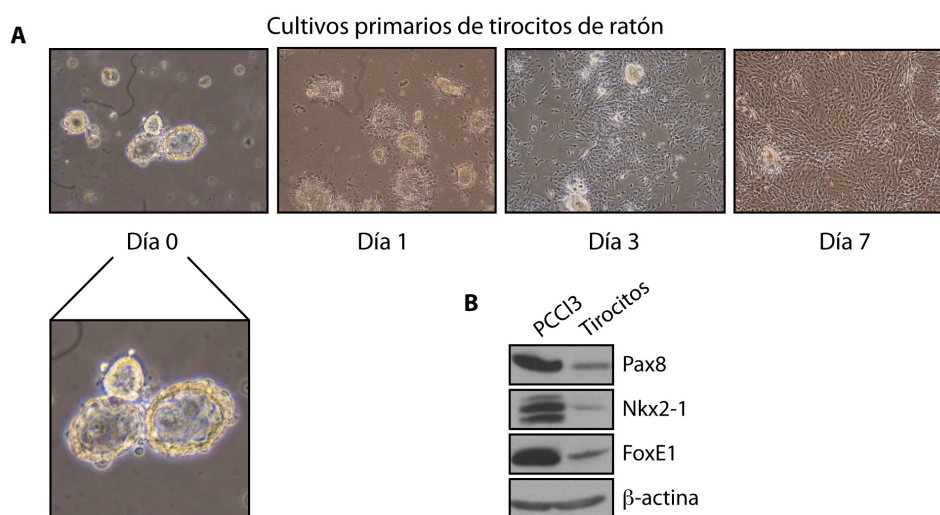 Cultivos primarios de tirocitos de ratón
A
Día 0
Día 1
Día 3
Día 7
B
PCCl3
Tirocitos
Pax8
Nkx2-1
FoxE1
β-actina